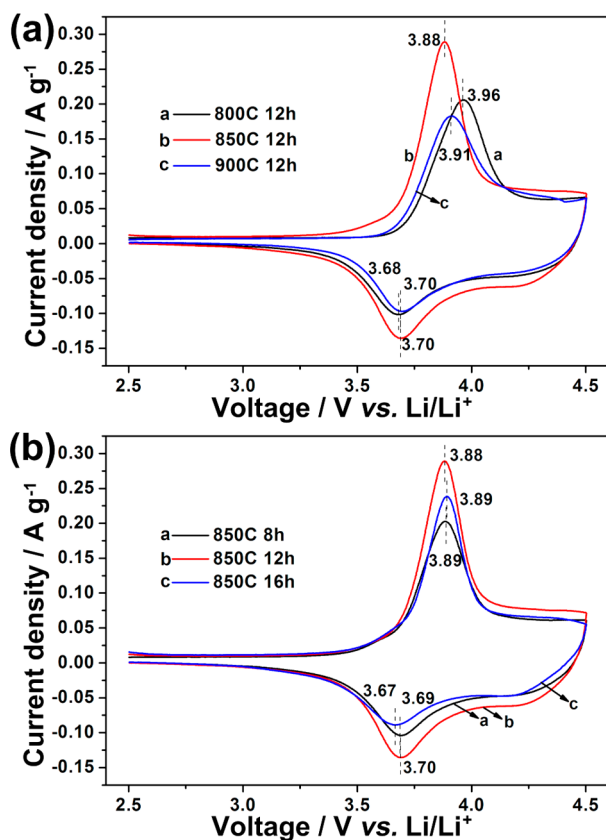 (a)
Current density / A g⁻¹
0.30
0.25
0.20
0.15
0.10
0.05
0.00
-0.05
-0.10
-0.15
a 800C 12h
b 850C 12h
c 900C 12h
3.88
3.96
3.91
b
a
c
3.68
3.70
3.70
2.5 3.0 3.5 4.0 4.5
Voltage / V vs. Li/Li⁺
(b)
Current density / A g⁻¹
0.30
0.25
0.20
0.15
0.10
0.05
0.00
-0.05
-0.10
-0.15
a 850C 8h
b 850C 12h
c 850C 16h
3.88
3.89
3.89
3.67
3.69
a
b
c
3.70
2.5 3.0 3.5 4.0 4.5
Voltage / V vs. Li/Li⁺